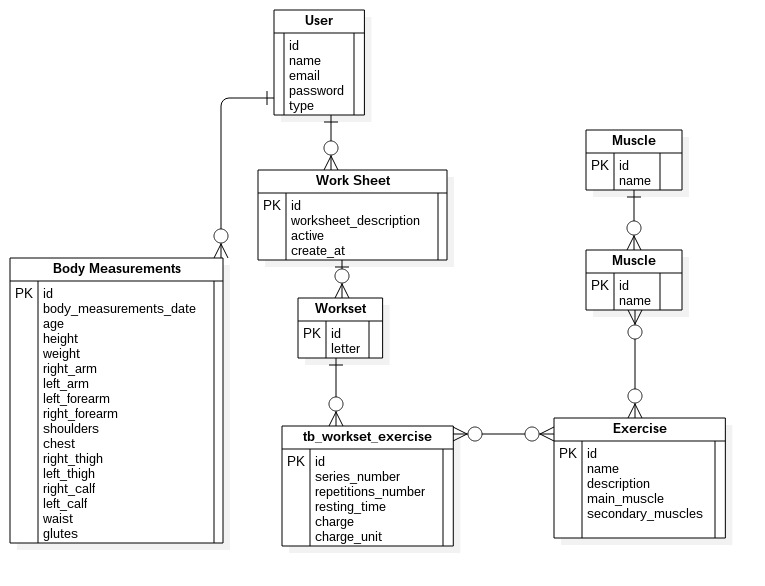 User
id
name
email
password
type
Work Sheet
PK id
worksheet_description
active
create_at
Body Measurements
PK id
body_measurements_date
age
height
weight
right_arm
left_arm
left_forearm
right_forearm
shoulders
chest
right_thigh
left_thigh
right_calf
left_calf
waist
glutes
Workset
PK id
letter
tb_workset_exercise
PK id
series_number
repetitions_number
resting_time
charge
charge_unit
Muscle
PK id
name
Muscle
PK id
name
Exercise
PK id
name
description
main_muscle
secondary_muscles